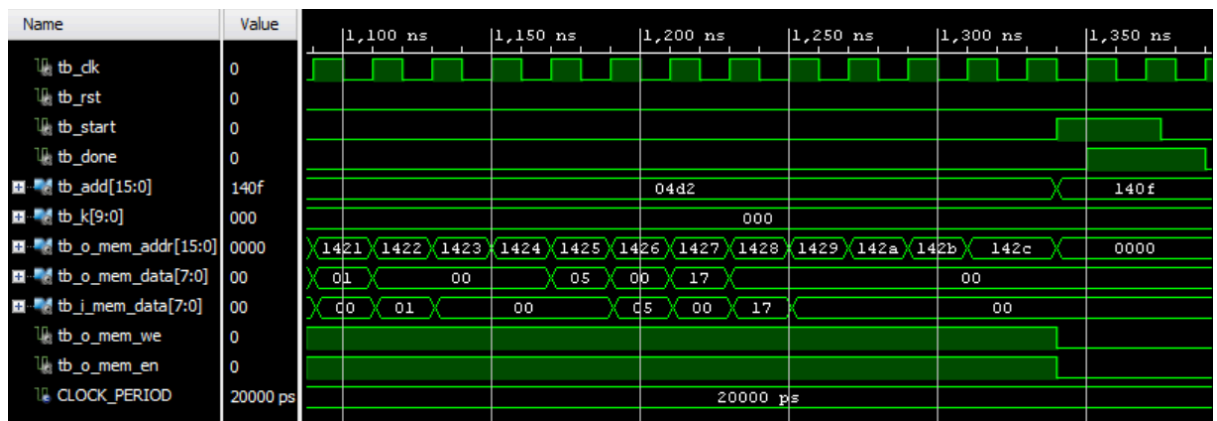 Name Value
1,100 ns 1,150 ns 1,200 ns 1,250 ns 1,300 ns 1,350 ns
tb_clk 0
tb_rst 0
tb_start 0
tb_done 0
tb_add[15:0] 140f 04d2 140f
tb_k[9:0] 000 000
tb_o_mem_addr[15:0] 0000 1421 1422 1423 1424 1425 1426 1427 1428 1429 142a 142b 142c 0000
tb_o_mem_data[7:0] 00 01 00 05 00 17 00
tb_i_mem_data[7:0] 00 00 01 00 05 00 17 00
tb_o_mem_we 0
tb_o_mem_en 0
CLOCK_PERIOD 20000 ps 20000 ps